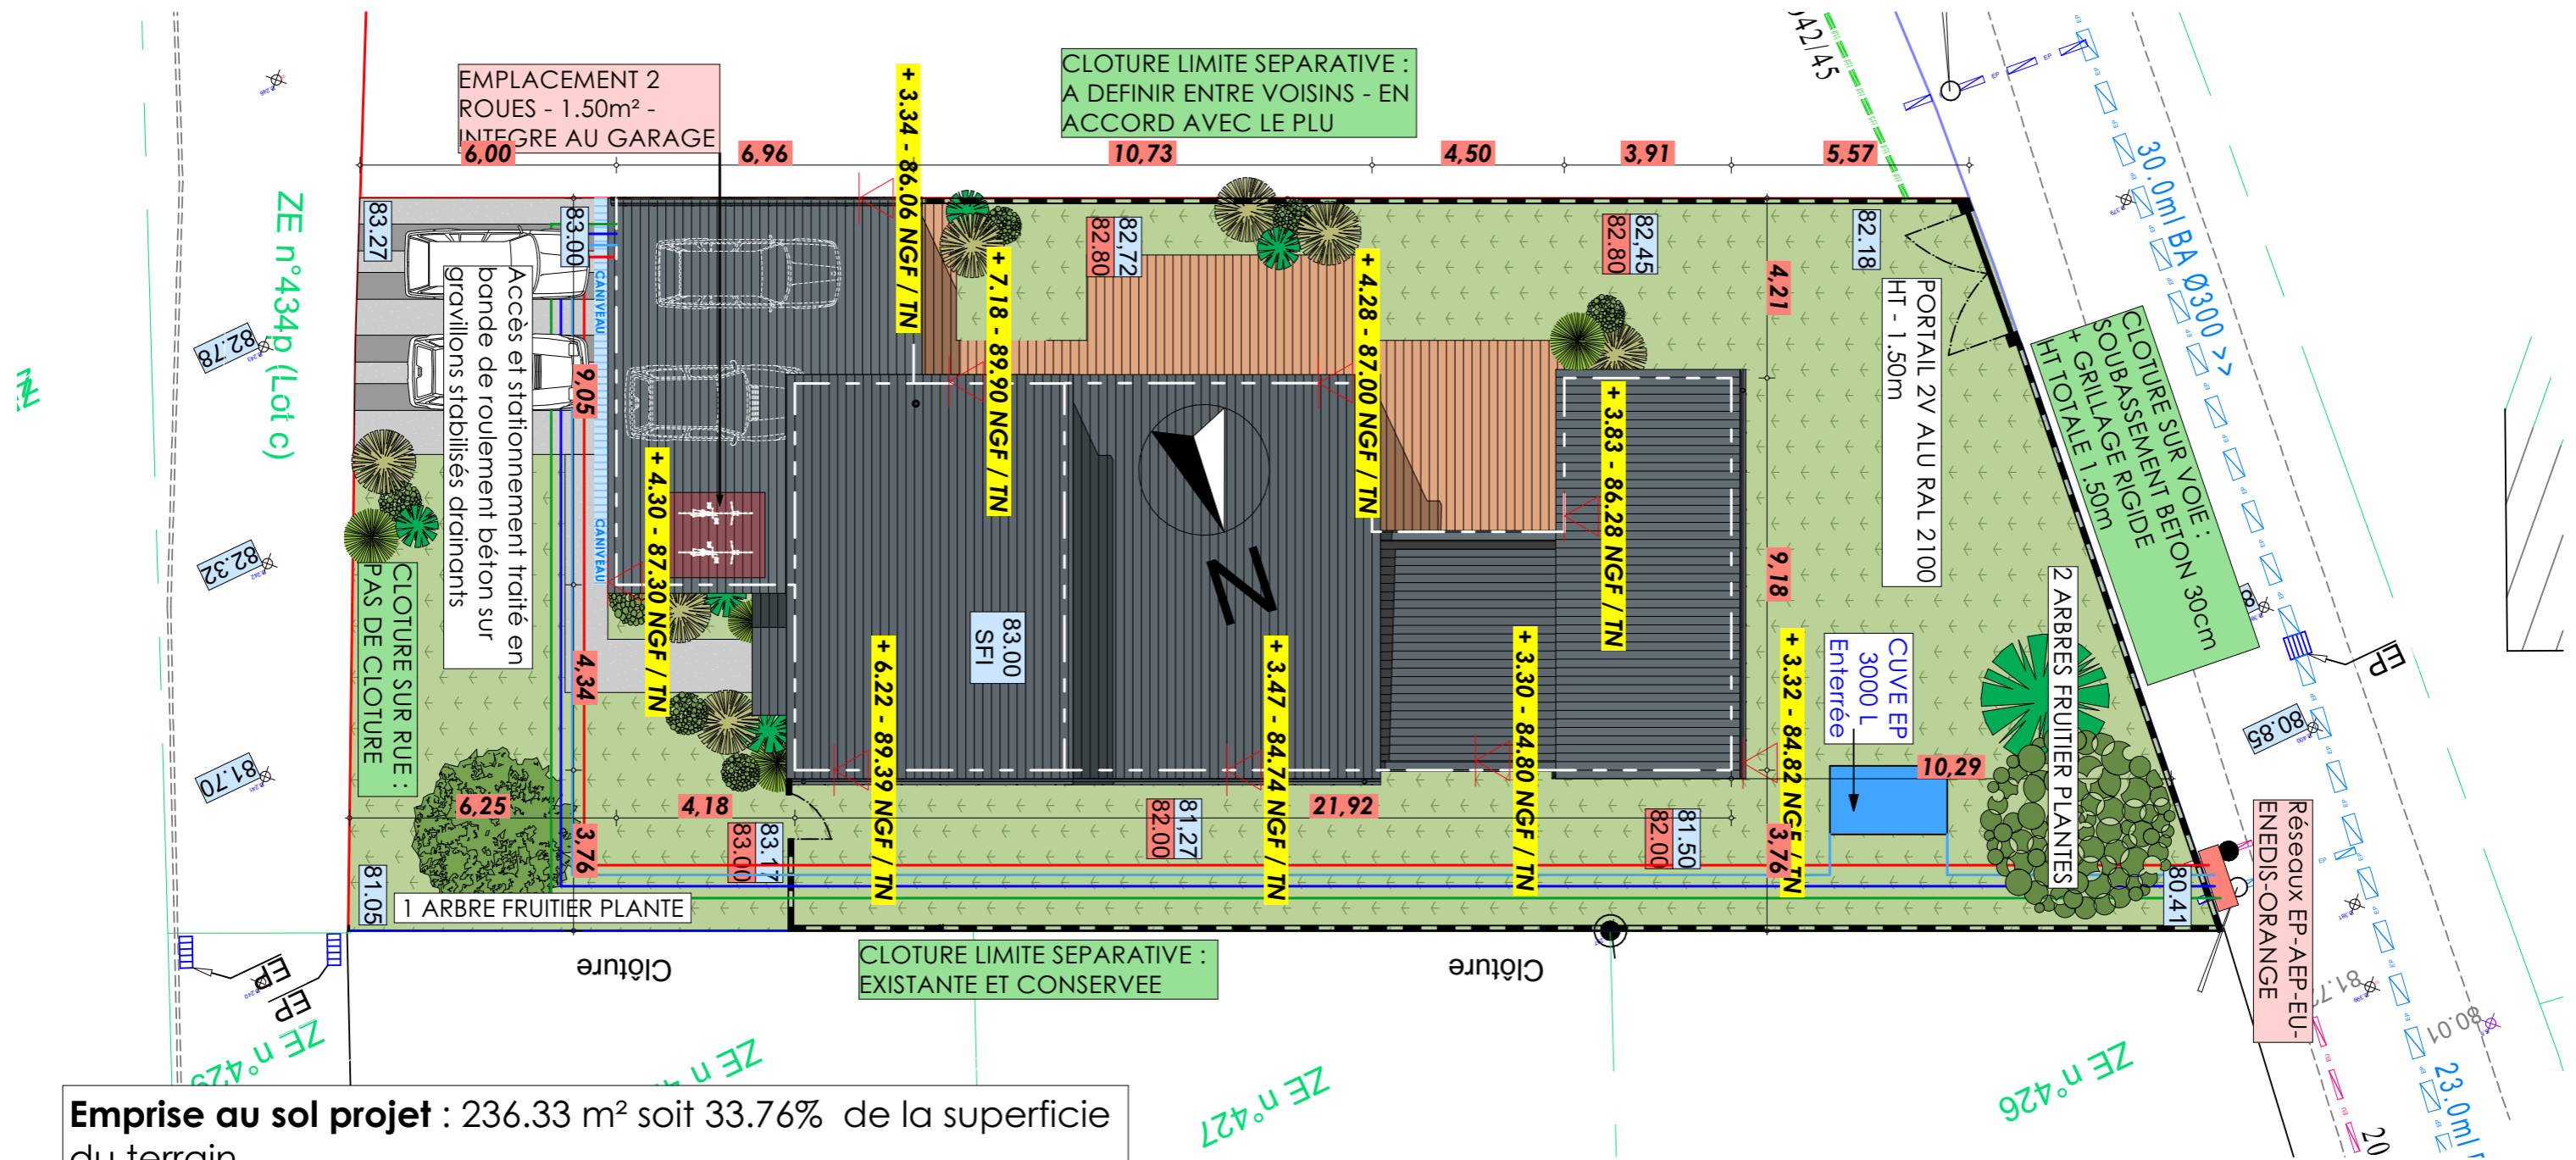 EMPLACEMENT 2
ROUES - 1.50m² -
INTEGRE AU GARAGE
CLOTURE LIMITE SEPARATIVE :
A DEFINIR ENTRE VOISINS - EN
ACCORD AVEC LE PLU
6,00
6,96
10,73
4,50
3,91
5,57
ZE n°434p (Lot c)
82.78
82.32
81.70
83.27
83.00
CANIVEAU
CANIVEAU
Accès et stationnement traité en
bande de roulement béton sur
gravillons stabilisés drainants
9,05
4,34
3,76
CLOTURE SUR RUE :
PAS DE CLOTURE
+ 3.34 - 86.06 NGF / TN
+ 7.18 - 89.90 NGF / TN
+ 4.28 - 87.00 NGF / TN
+ 3.83 - 86.28 NGF / TN
+ 4.30 - 87.30 NGF / TN
+ 6.22 - 89.39 NGF / TN
+ 3.47 - 84.74 NGF / TN
+ 3.30 - 84.80 NGF / TN
+ 3.32 - 84.82 NGF / TN
82,72
82.80
82,45
82.80
82.18
4,21
9,18
3,76
83.00
SFI
N
PORTAIL 2V ALU RAL 2100
HT - 1.50m
CLOTURE SUR VOIE :
SOUBASSEMENT BETON 30cm
+ GRILLAGE RIGIDE
HT TOTALE 1.50m
30.0ml BA Ø300 >>
2 ARBRES FRUITIER PLANTES
CUVE EP
3000 L
Enterrée
10,29
6,25
4,18
21,92
83.17
83.00
81,27
82.00
81.50
82.00
81.05
1 ARBRE FRUITIER PLANTE
80.41
80.85
EP
Réseaux EP-AEP-EU-
ENEDIS-ORANGE
80.01
Clôture
Clôture
CLOTURE LIMITE SEPARATIVE :
EXISTANTE ET CONSERVEE
EP
EP
ZE n°427
ZE n°426
Emprise au sol projet : 236.33 m² soit 33.76% de la superficie
du terrain